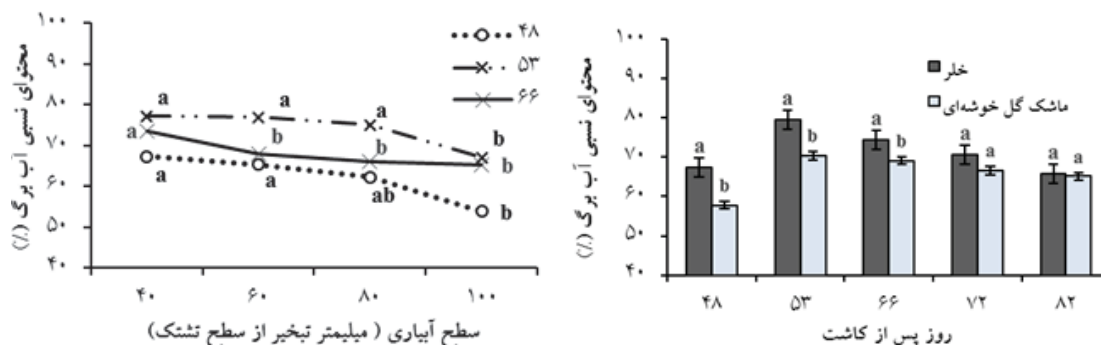 ۱۰۰
۹۰
۸۰
۷۰
۶۰
۵۰
۴۰
محتوای نسبی آب برگ (٪)
۴۸
۵۳
۶۶
a
a
a
b
a
b
b
b
a
a
ab
b
۴۰
۶۰
۸۰
۱۰۰
سطح آبیاری ( میلیمتر تبخیر از سطح تشتک)
۱۰۰
۹۰
۸۰
۷۰
۶۰
۵۰
۴۰
محتوای نسبی آب برگ (٪)
خلر
ماشک گل خوشه‌ای
a
b
a
b
a
b
a
a
a
a
۴۸
۵۳
۶۶
۷۲
۸۲
روز پس از کاشت